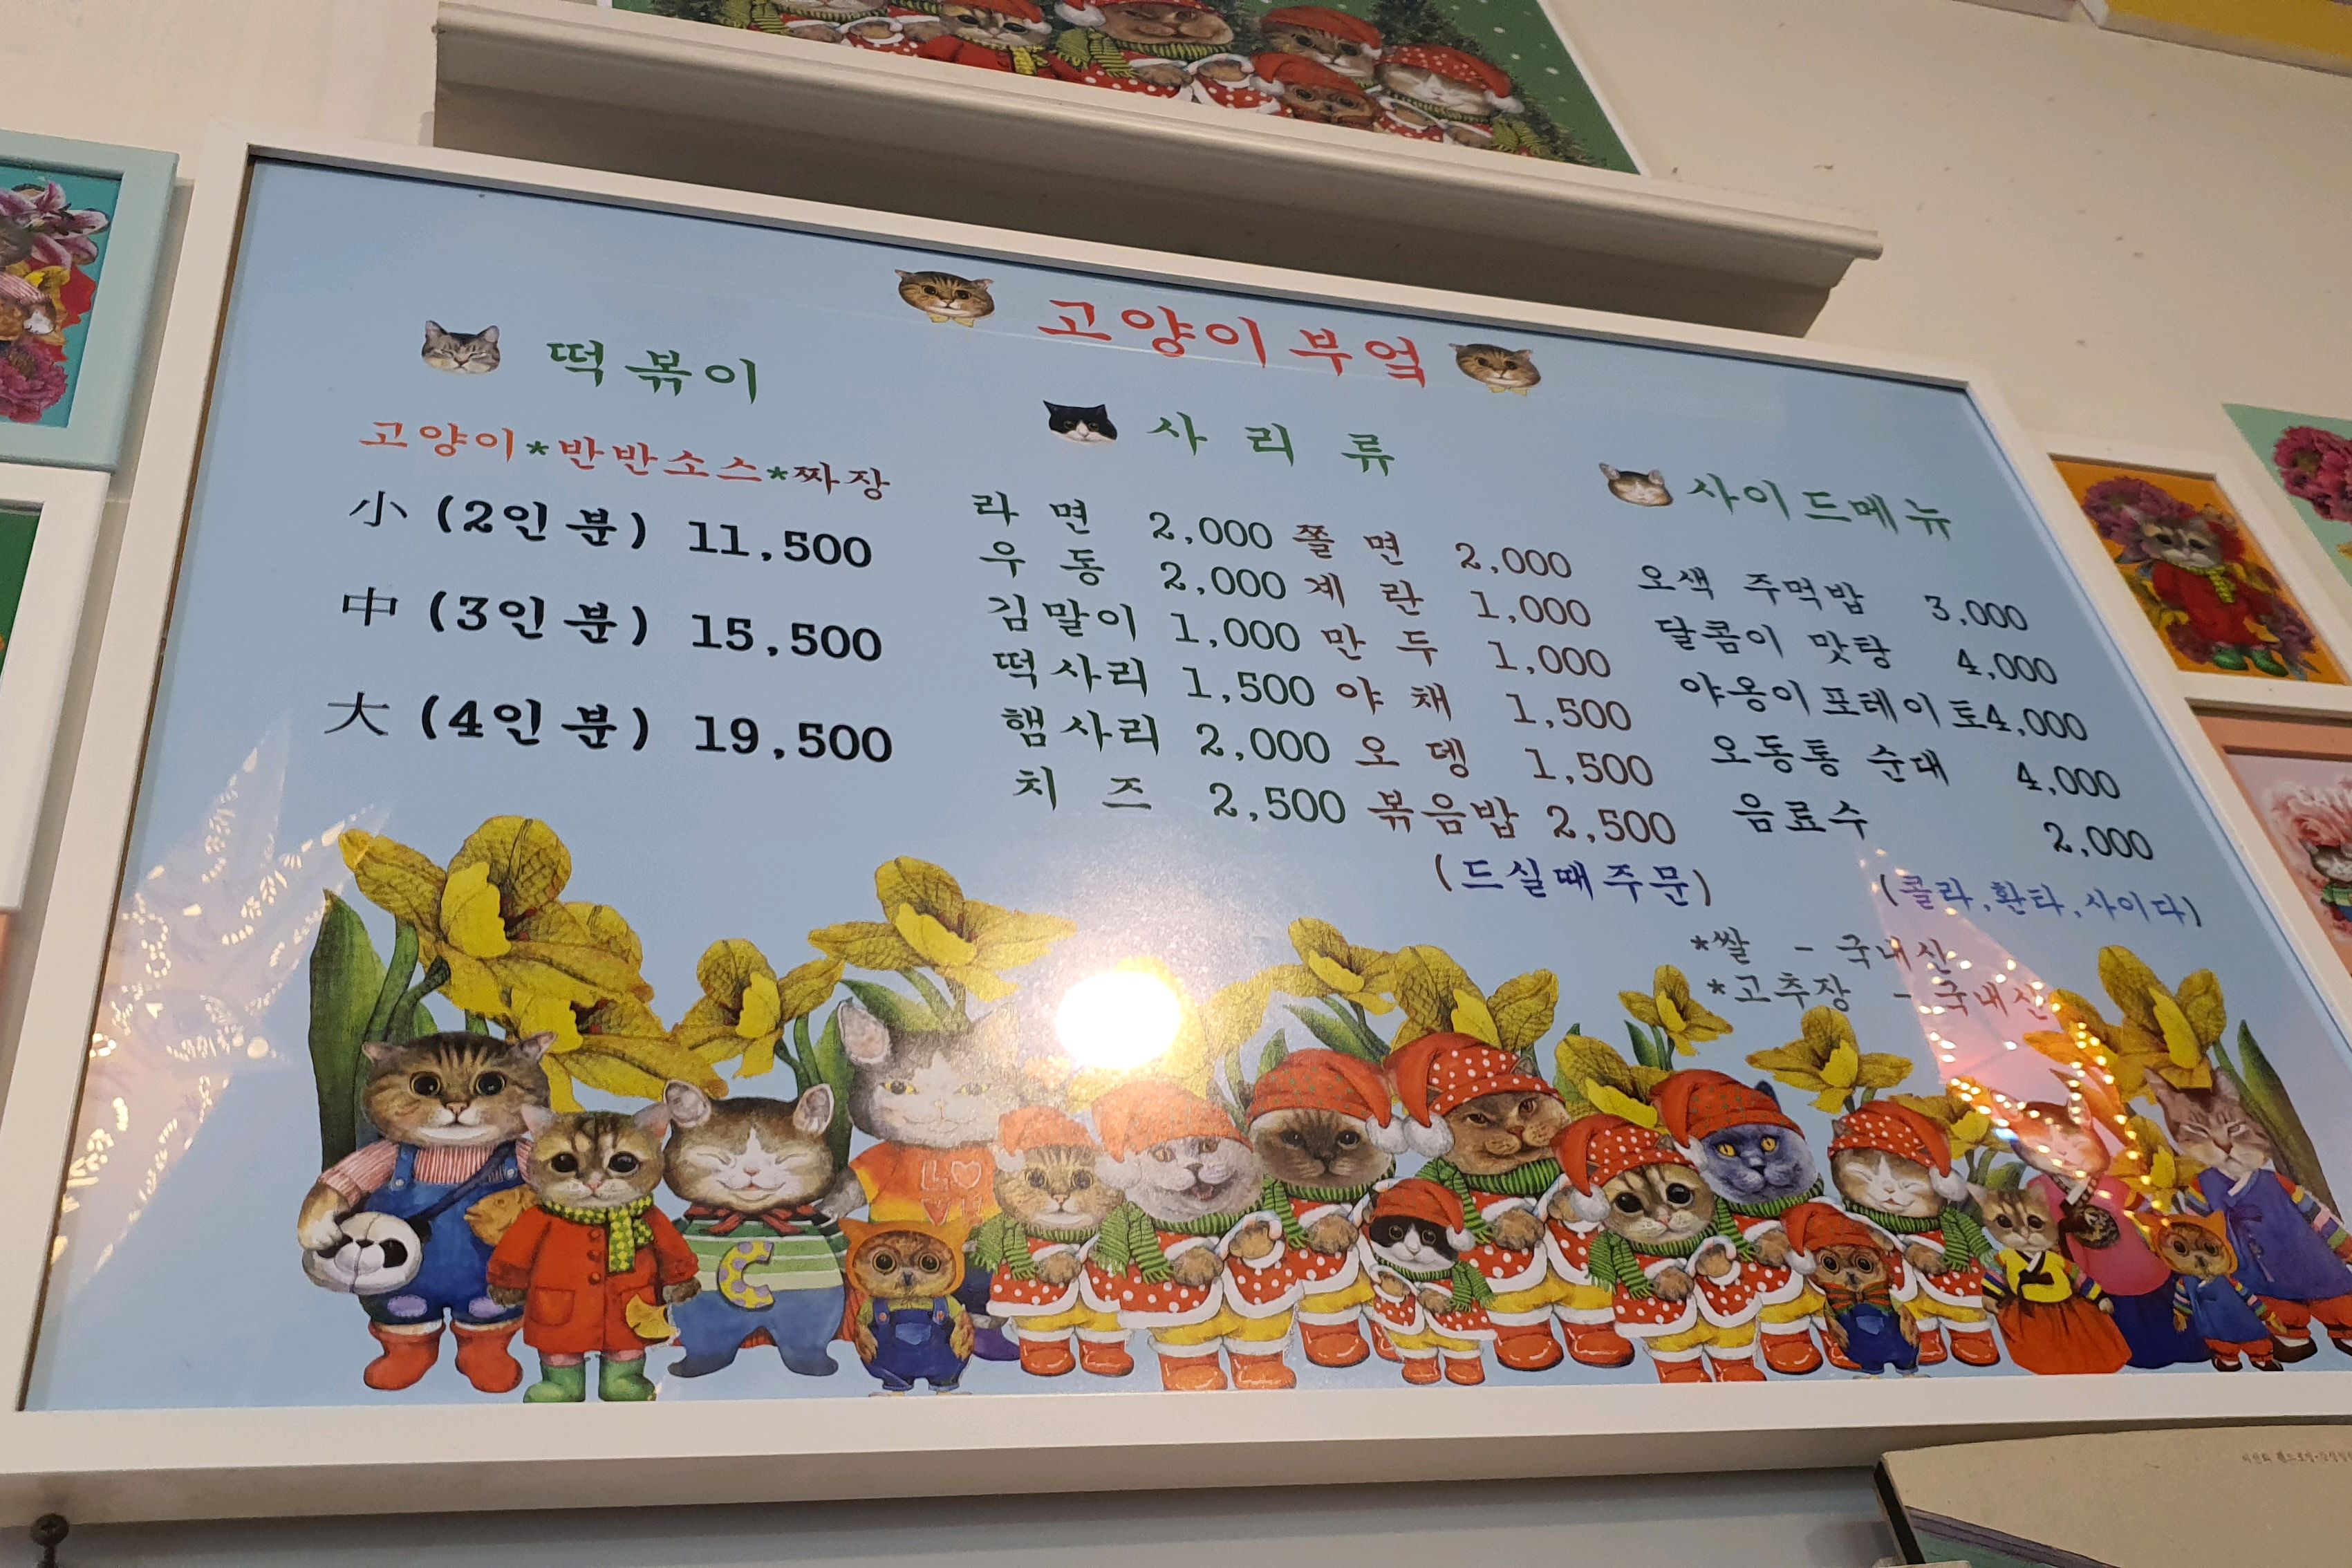 고양이부엌
떡볶이
고양이*반반소스*짜장
小 (2인분) 11,500
中 (3인분) 15,500
大 (4인분) 19,500
사리류
라면 2,000 쫄면 2,000
우동 2,000 계란 1,000
김말이 1,000 만두 1,000
떡사리 1,500 야채 1,500
햄사리 2,000 오뎅 1,500
치즈 2,500 볶음밥 2,500
(드실때주문)
사이드메뉴
오색 주먹밥 3,000
달콤이 맛탕 4,000
야옹이포테이토4,000
오동통 순대 4,000
음료수 2,000
(콜라,환타,사이다)
*쌀 - 국내산
*고추장 - 국내산
C